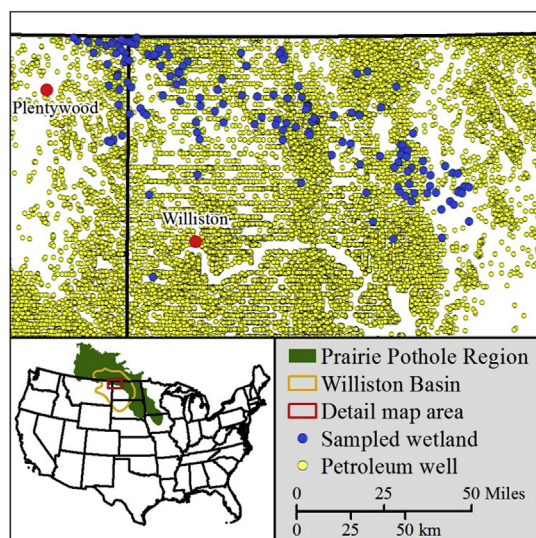 Plentywood
Williston
Prairie Pothole Region
Williston Basin
Detail map area
Sampled wetland
Petroleum well
0 25 50 Miles
0 25 50 km